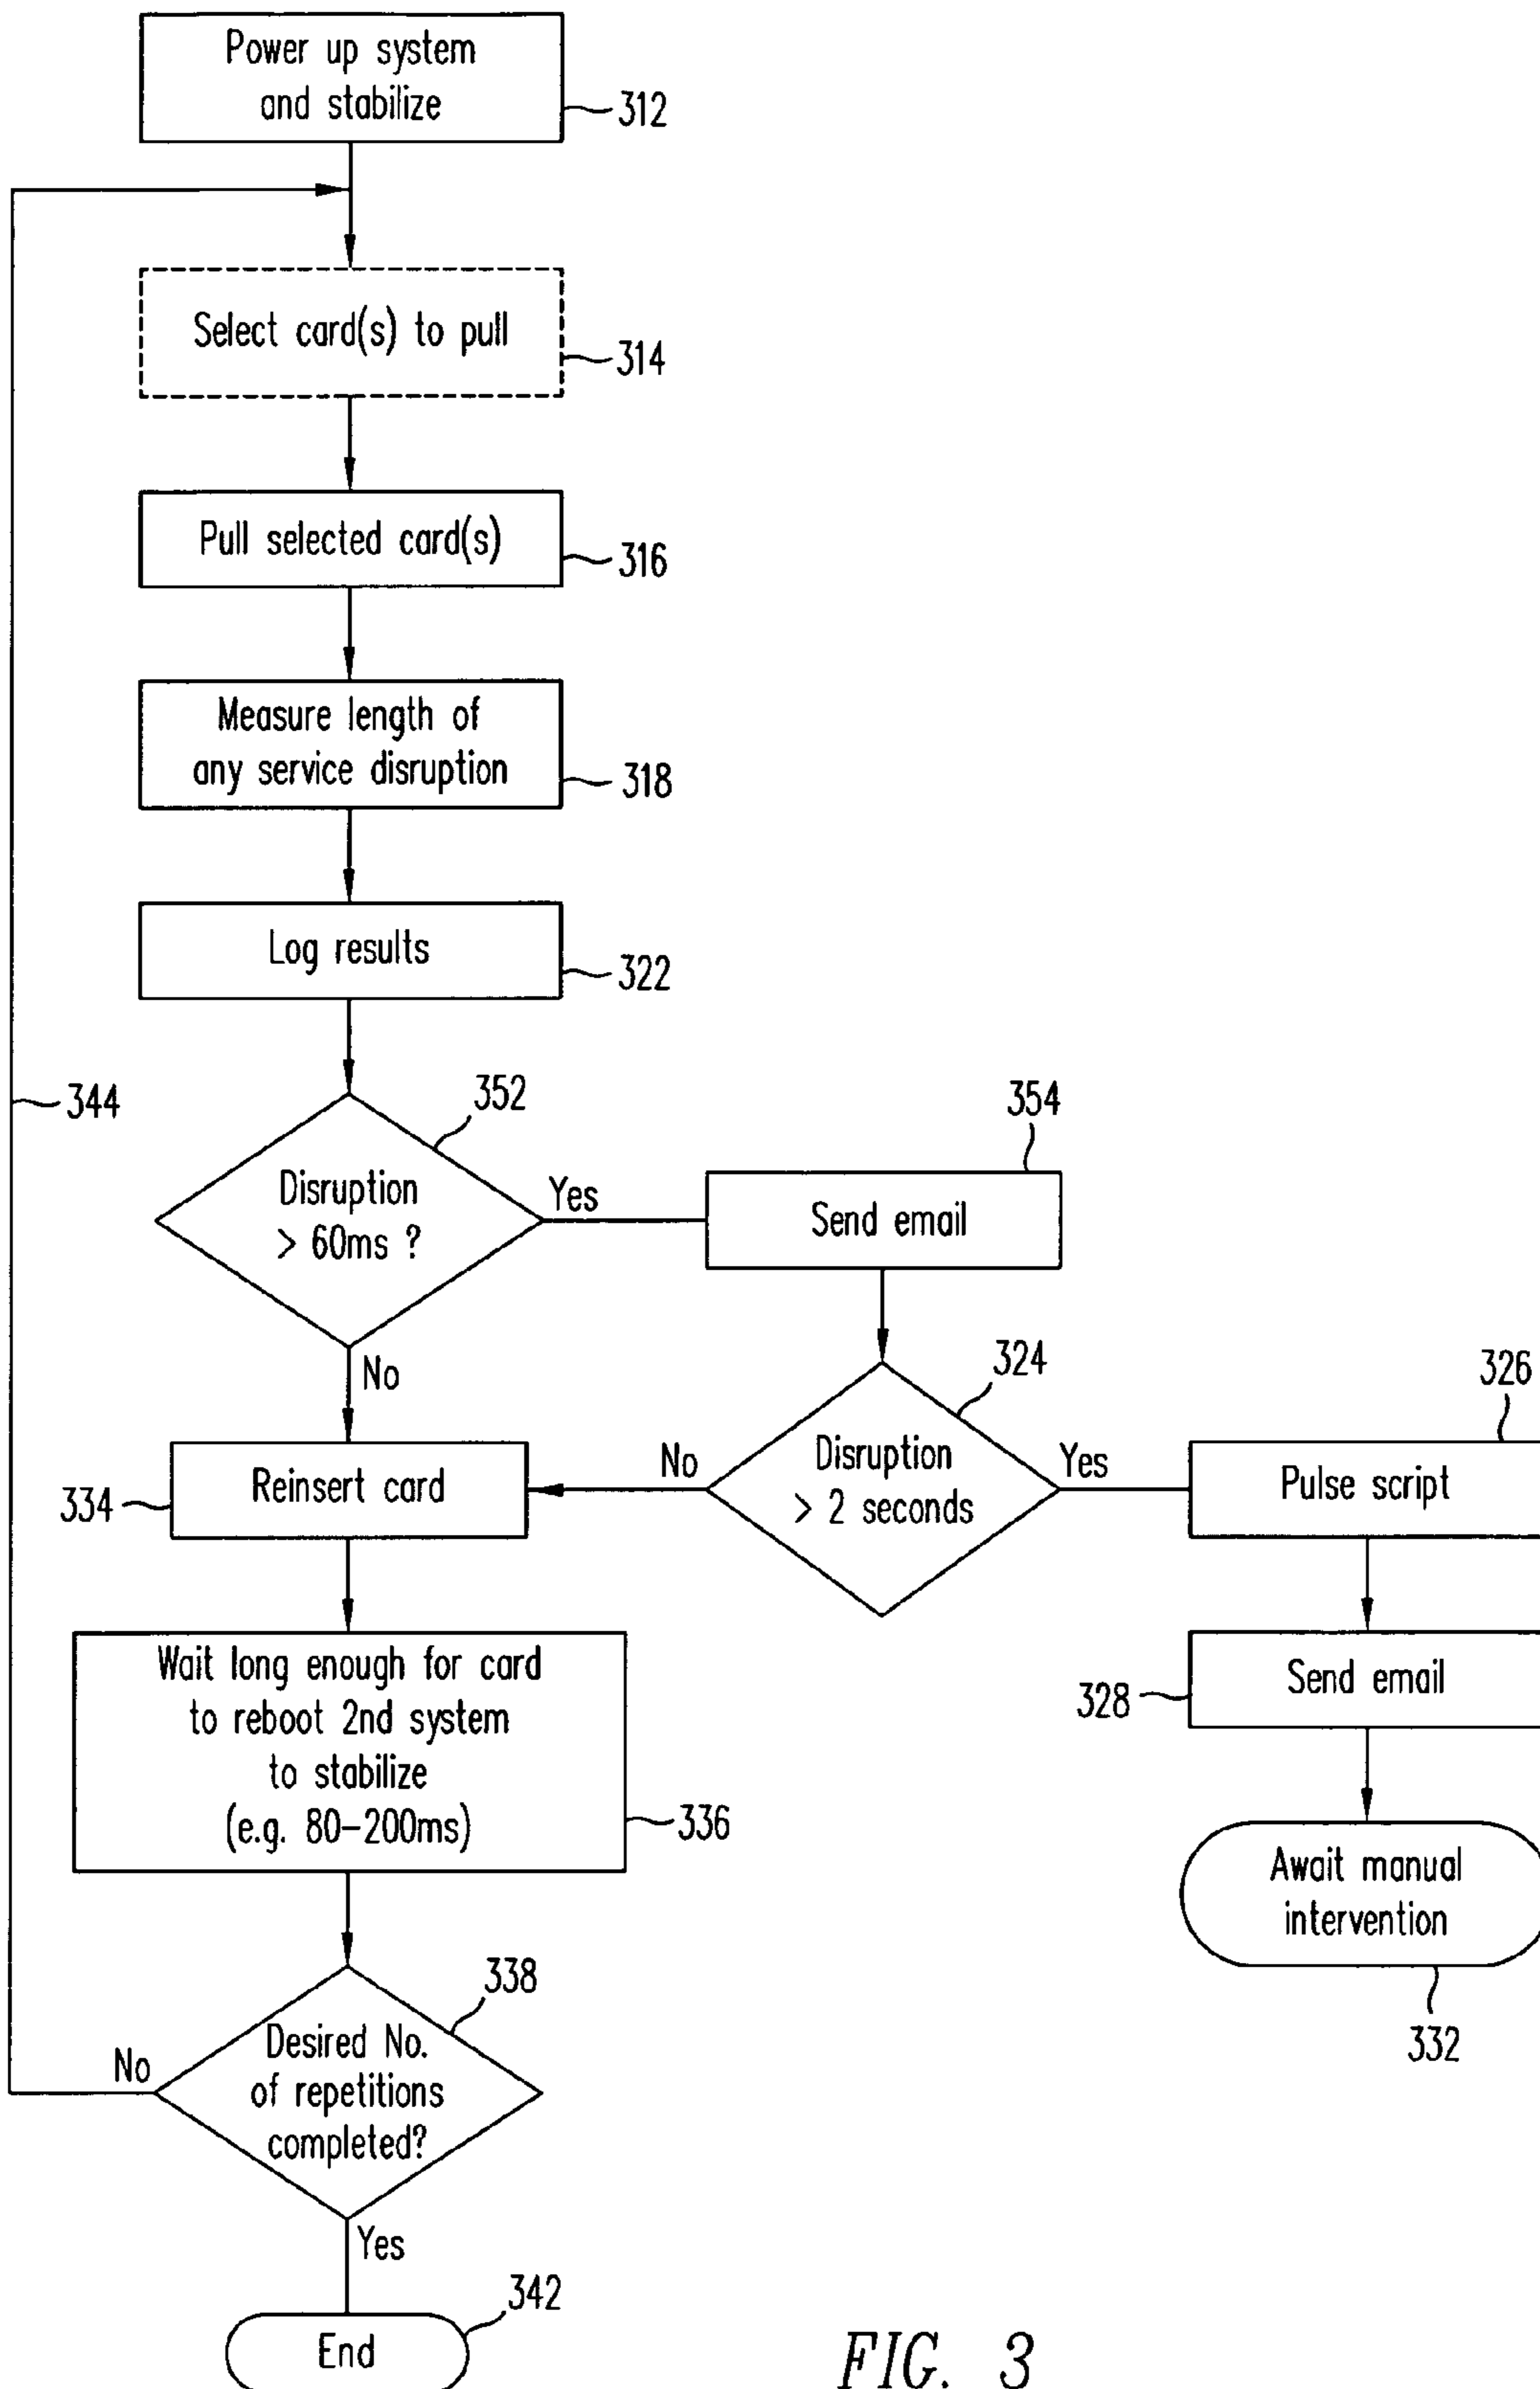 Power up system
and stabilize
312
Select card(s) to pull
314
Pull selected card(s)
316
Measure length of
any service disruption
318
Log results
322
344
352
Disruption
> 60ms ?
Yes
No
354
Send email
324
Disruption
> 2 seconds
No
Yes
326
Pulse script
328
Send email
Await manual
intervention
332
334
Reinsert card
Wait long enough for card
to reboot 2nd system
to stabilize
(e.g. 80-200ms)
336
338
Desired No.
of repetitions
completed?
No
Yes
342
End
FIG. 3